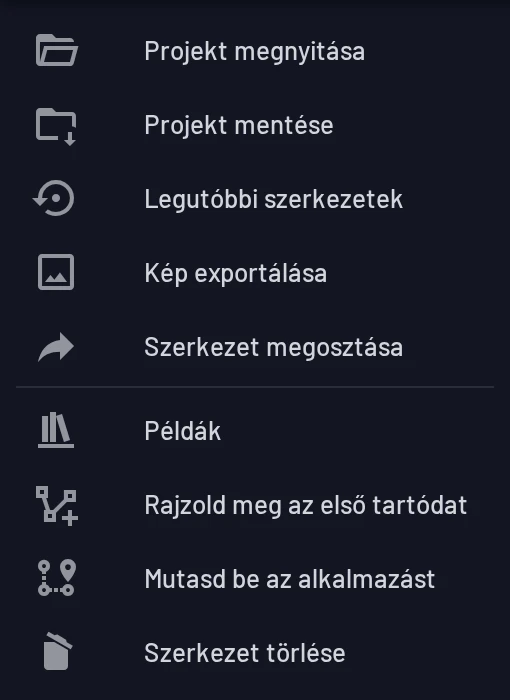 Projekt megnyitása
Projekt mentése
Legutóbbi szerkezetek
Kép exportálása
Szerkezet megosztása
Példák
Rajzold meg az első tartódat
Mutasd be az alkalmazást
Szerkezet törlése